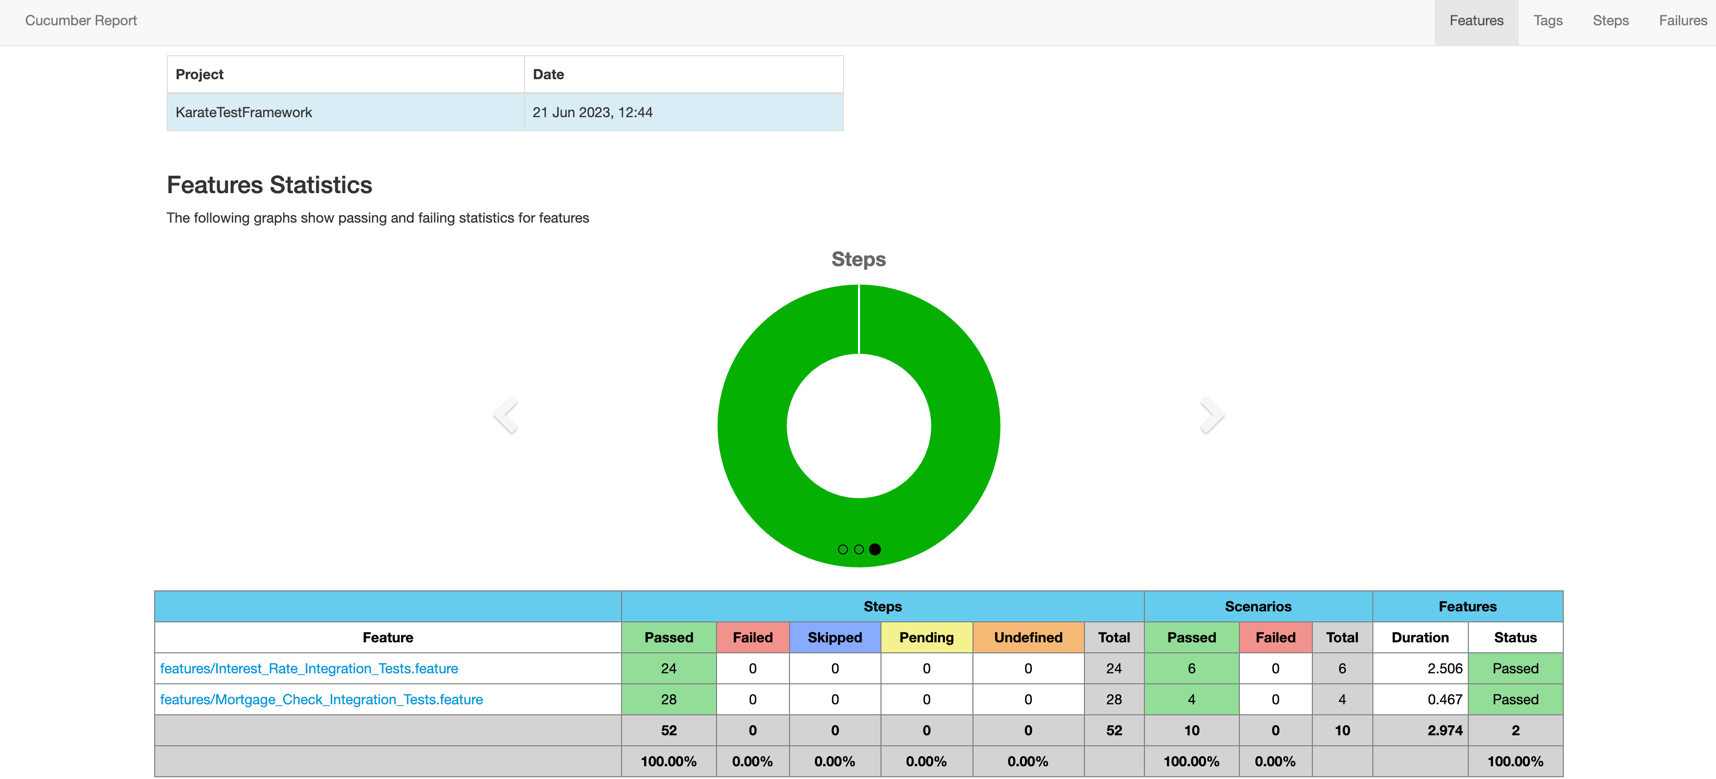 Cucumber Report Features Tags Steps Failures
Project Date
KarateTestFramework 21 Jun 2023, 12:44
Features Statistics
The following graphs show passing and failing statistics for features
Steps
Steps Scenarios Features
Feature Passed Failed Skipped Pending Undefined Total Passed Failed Total Duration Status
features/Interest_Rate_Integration_Tests.feature 24 0 0 0 0 24 6 0 6 2.506 Passed
features/Mortgage_Check_Integration_Tests.feature 28 0 0 0 0 28 4 0 4 0.467 Passed
52 0 0 0 0 52 10 0 10 2.974 2
100.00% 0.00% 0.00% 0.00% 0.00% 100.00% 0.00% 100.00%